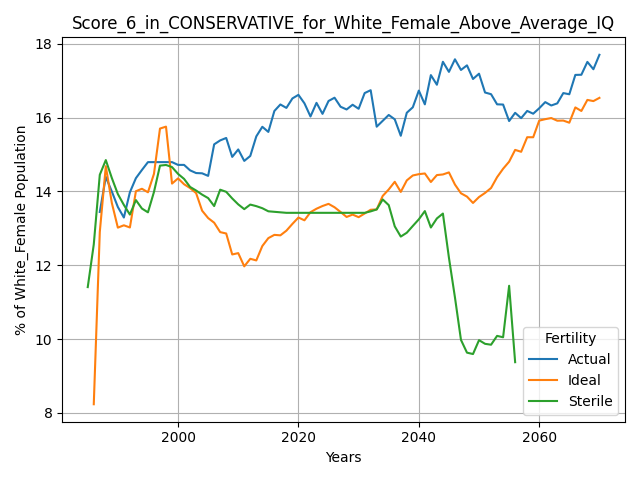 Score_6_in_CONSERVATIVE_for_White_Female_Above_Average_IQ
18
16
14
12
10
8
% of White_Female Population
2000
2020
2040
2060
Years
Fertility
Actual
Ideal
Sterile